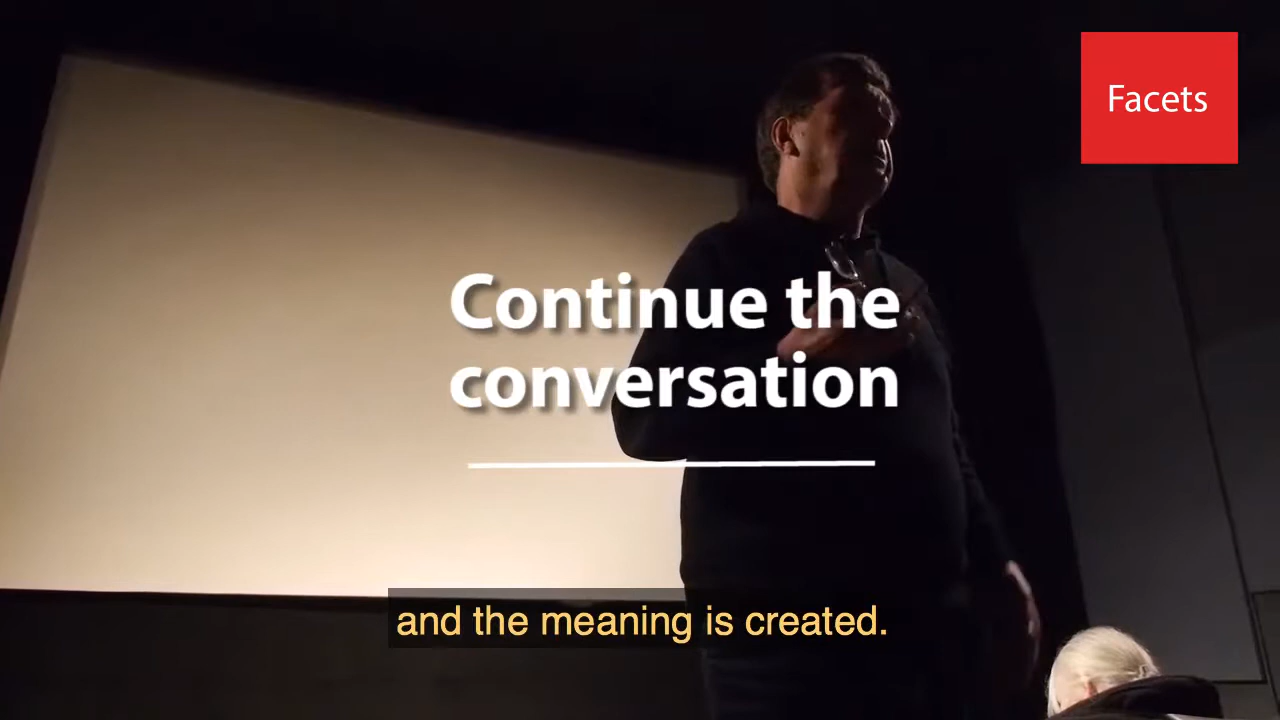 Facets
Continue the
conversation
and the meaning is created.